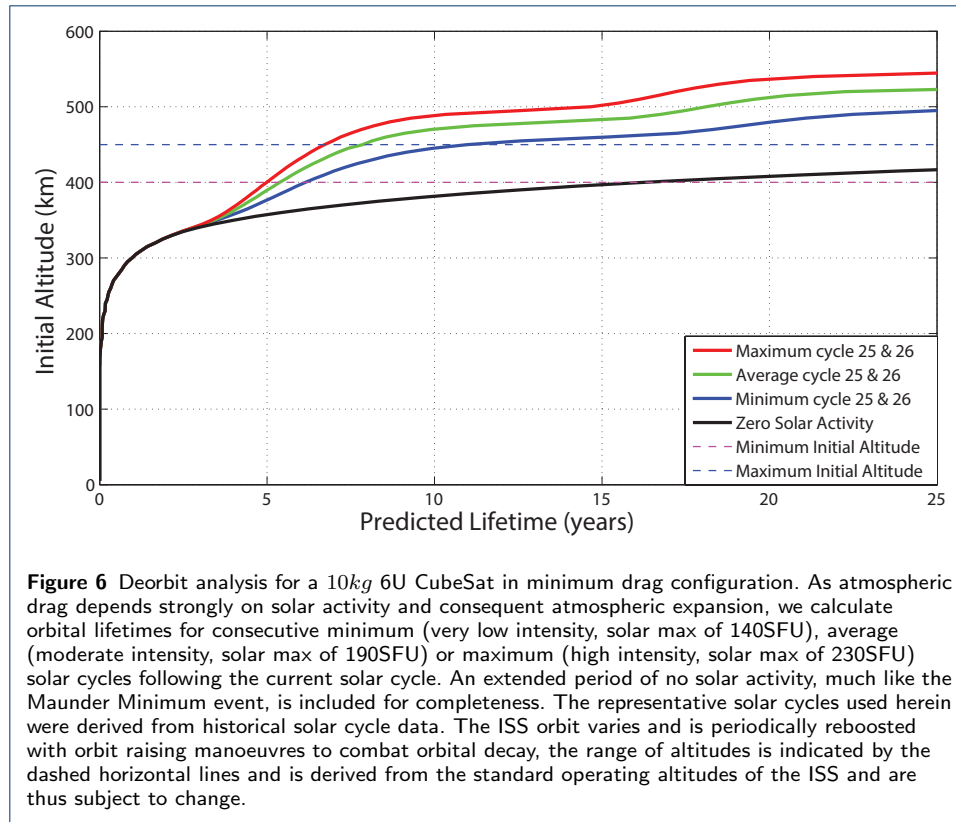 600
500
400
300
200
100
0
Initial Altitude (km)
0 5 10 15 20 25
Predicted Lifetime (years)
Maximum cycle 25 & 26
Average cycle 25 & 26
Minimum cycle 25 & 26
Zero Solar Activity
Minimum Initial Altitude
Maximum Initial Altitude
Figure 6 Deorbit analysis for a 10kg 6U CubeSat in minimum drag configuration. As atmospheric
drag depends strongly on solar activity and consequent atmospheric expansion, we calculate
orbital lifetimes for consecutive minimum (very low intensity, solar max of 140SFU), average
(moderate intensity, solar max of 190SFU) or maximum (high intensity, solar max of 230SFU)
solar cycles following the current solar cycle. An extended period of no solar activity, much like the
Maunder Minimum event, is included for completeness. The representative solar cycles used herein
were derived from historical solar cycle data. The ISS orbit varies and is periodically reboosted
with orbit raising manoeuvres to combat orbital decay, the range of altitudes is indicated by the
dashed horizontal lines and is derived from the standard operating altitudes of the ISS and are
thus subject to change.